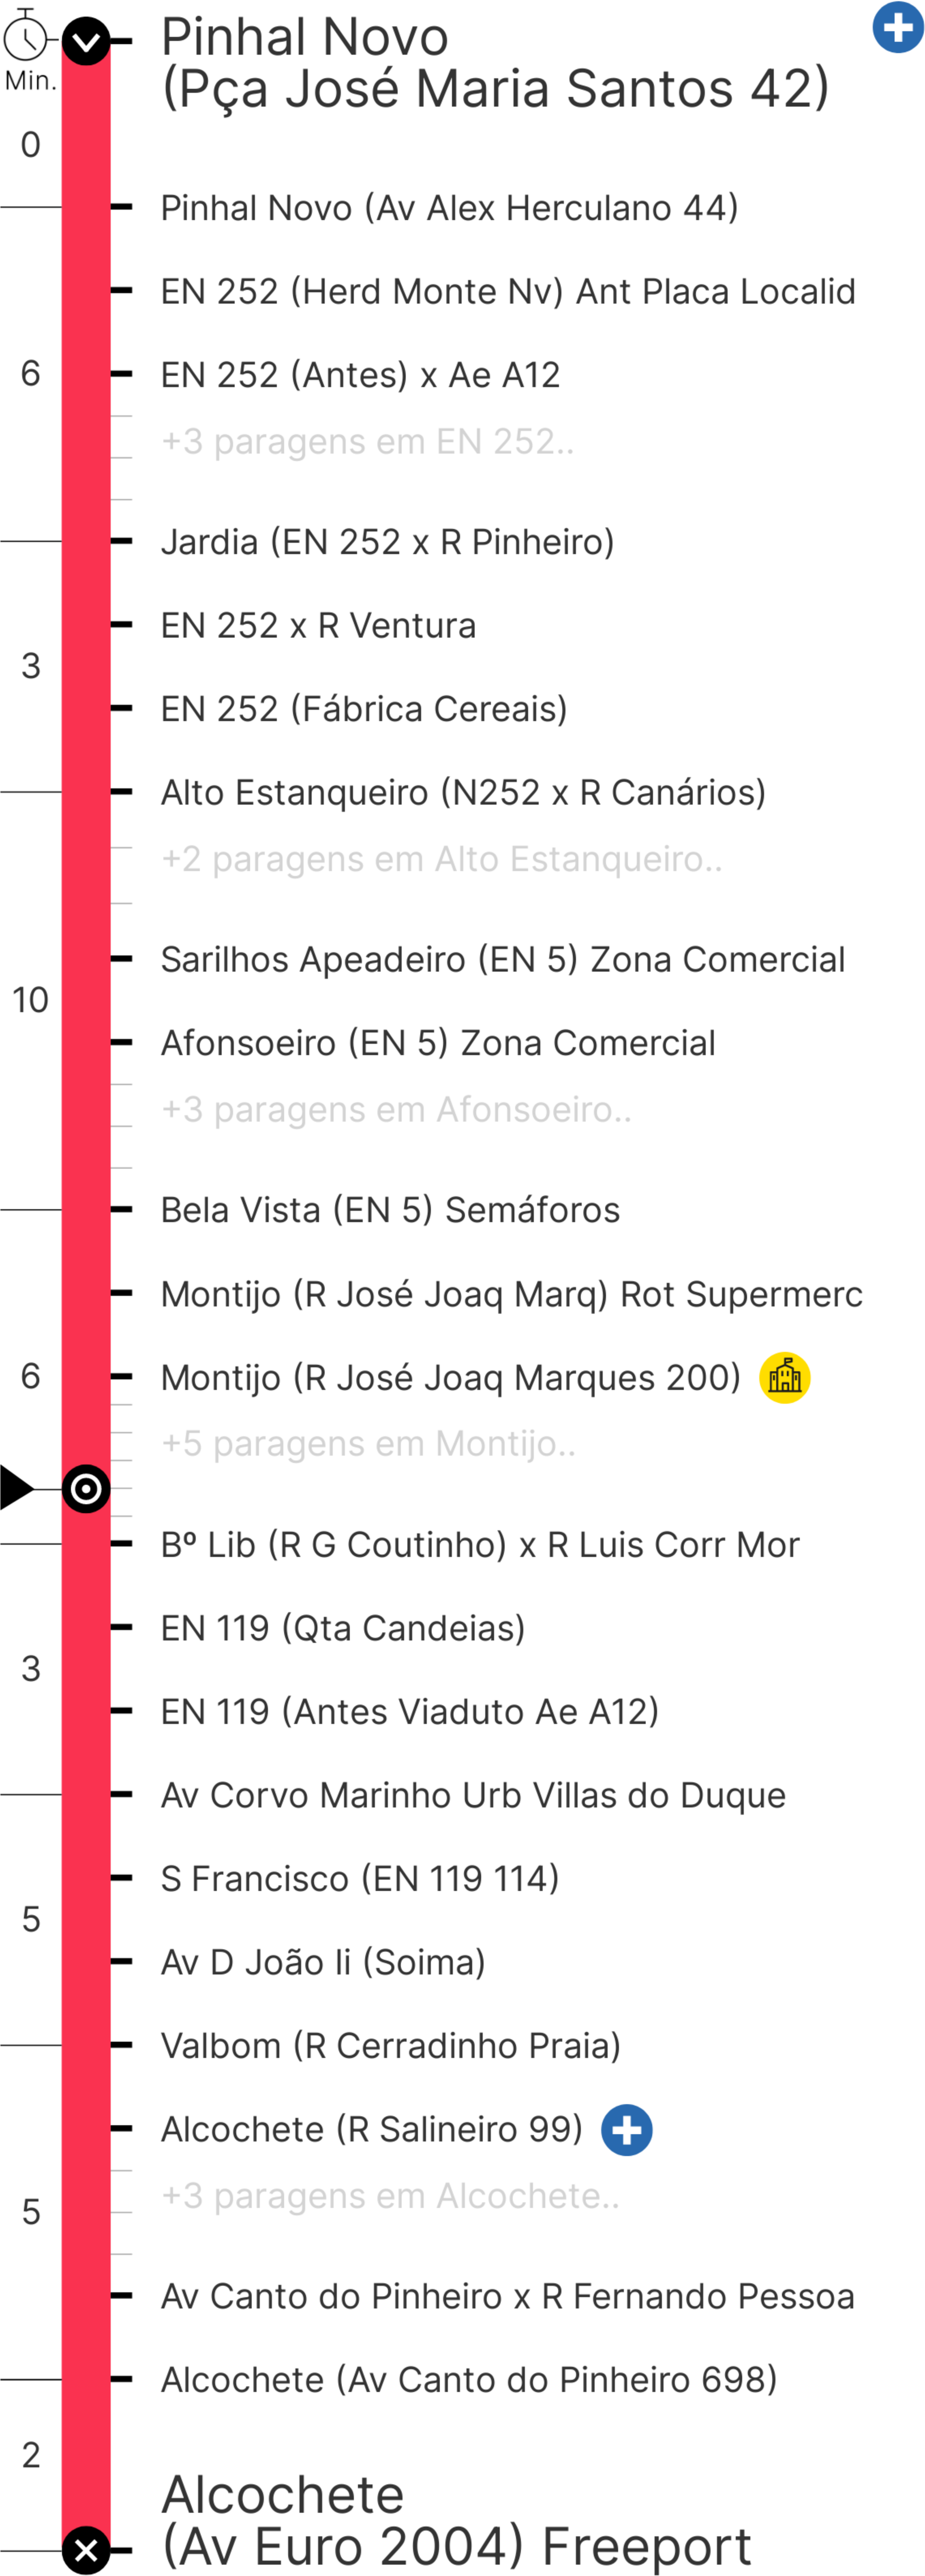 Pinhal Novo
(Pça José Maria Santos 42)
Min.
0
Pinhal Novo (Av Alex Herculano 44)
EN 252 (Herd Monte Nv) Ant Placa Localid
6
EN 252 (Antes) x Ae A12
+3 paragens em EN 252..
Jardia (EN 252 x R Pinheiro)
EN 252 x R Ventura
3
EN 252 (Fábrica Cereais)
Alto Estanqueiro (N252 x R Canários)
+2 paragens em Alto Estanqueiro..
Sarilhos Apeadeiro (EN 5) Zona Comercial
10
Afonsoeiro (EN 5) Zona Comercial
+3 paragens em Afonsoeiro..
Bela Vista (EN 5) Semáforos
Montijo (R José Joaq Marq) Rot Supermerc
6
Montijo (R José Joaq Marques 200)
+5 paragens em Montijo..
Bº Lib (R G Coutinho) x R Luis Corr Mor
EN 119 (Qta Candeias)
3
EN 119 (Antes Viaduto Ae A12)
Av Corvo Marinho Urb Villas do Duque
S Francisco (EN 119 114)
5
Av D João Ii (Soima)
Valbom (R Cerradinho Praia)
Alcochete (R Salineiro 99)
+3 paragens em Alcochete..
5
Av Canto do Pinheiro x R Fernando Pessoa
Alcochete (Av Canto do Pinheiro 698)
2
Alcochete
(Av Euro 2004) Freeport